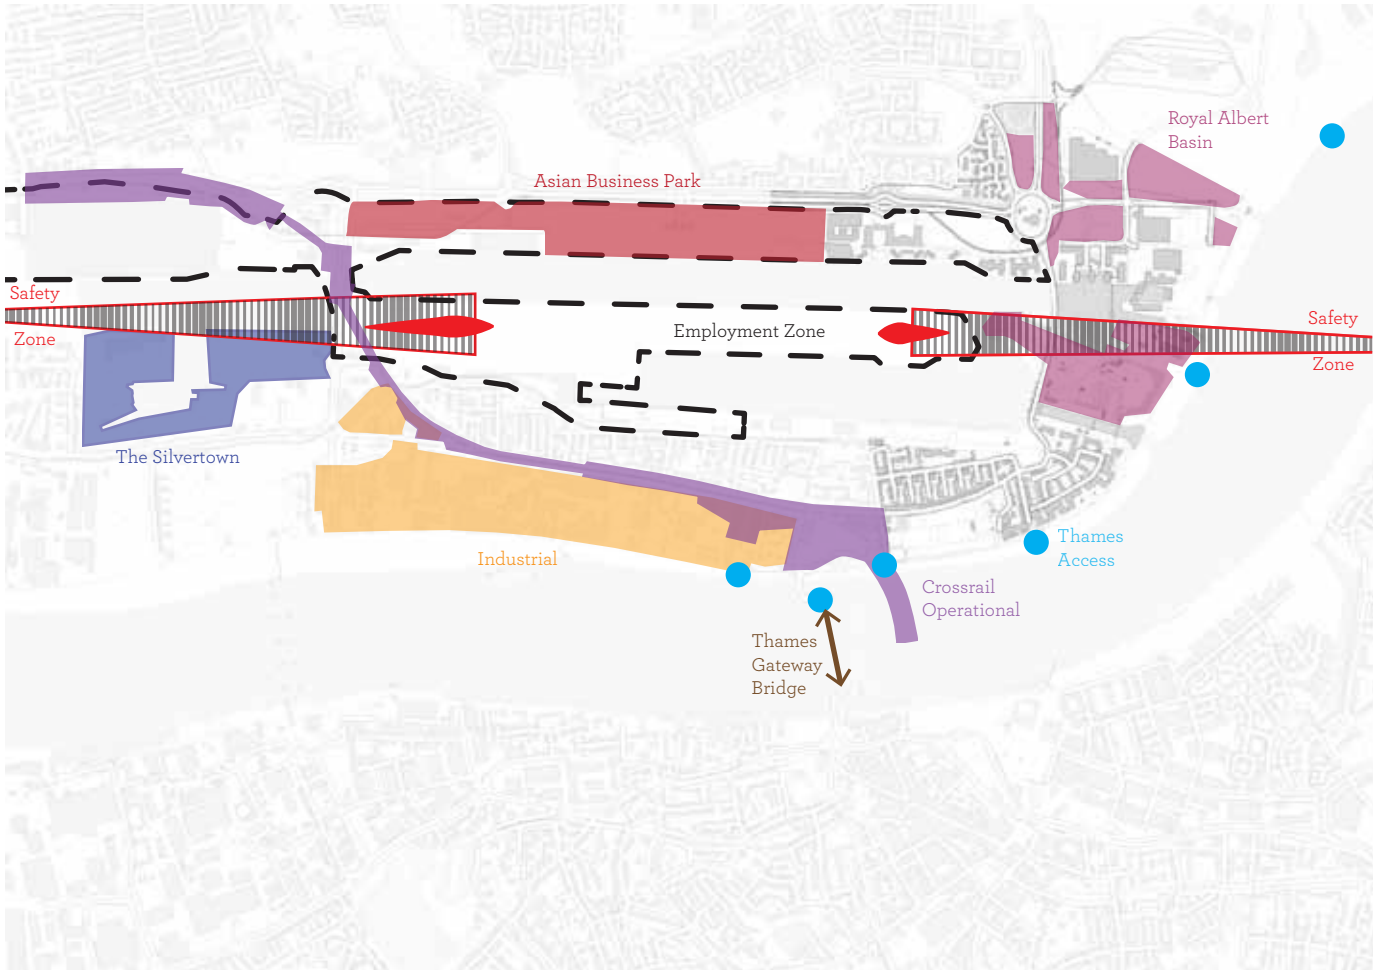 Royal Albert
Basin
Asian Business Park
Safety
Zone
Employment Zone
Safety
Zone
The Silvertown
Industrial
Thames
Access
Crossrail
Operational
Thames
Gateway
Bridge